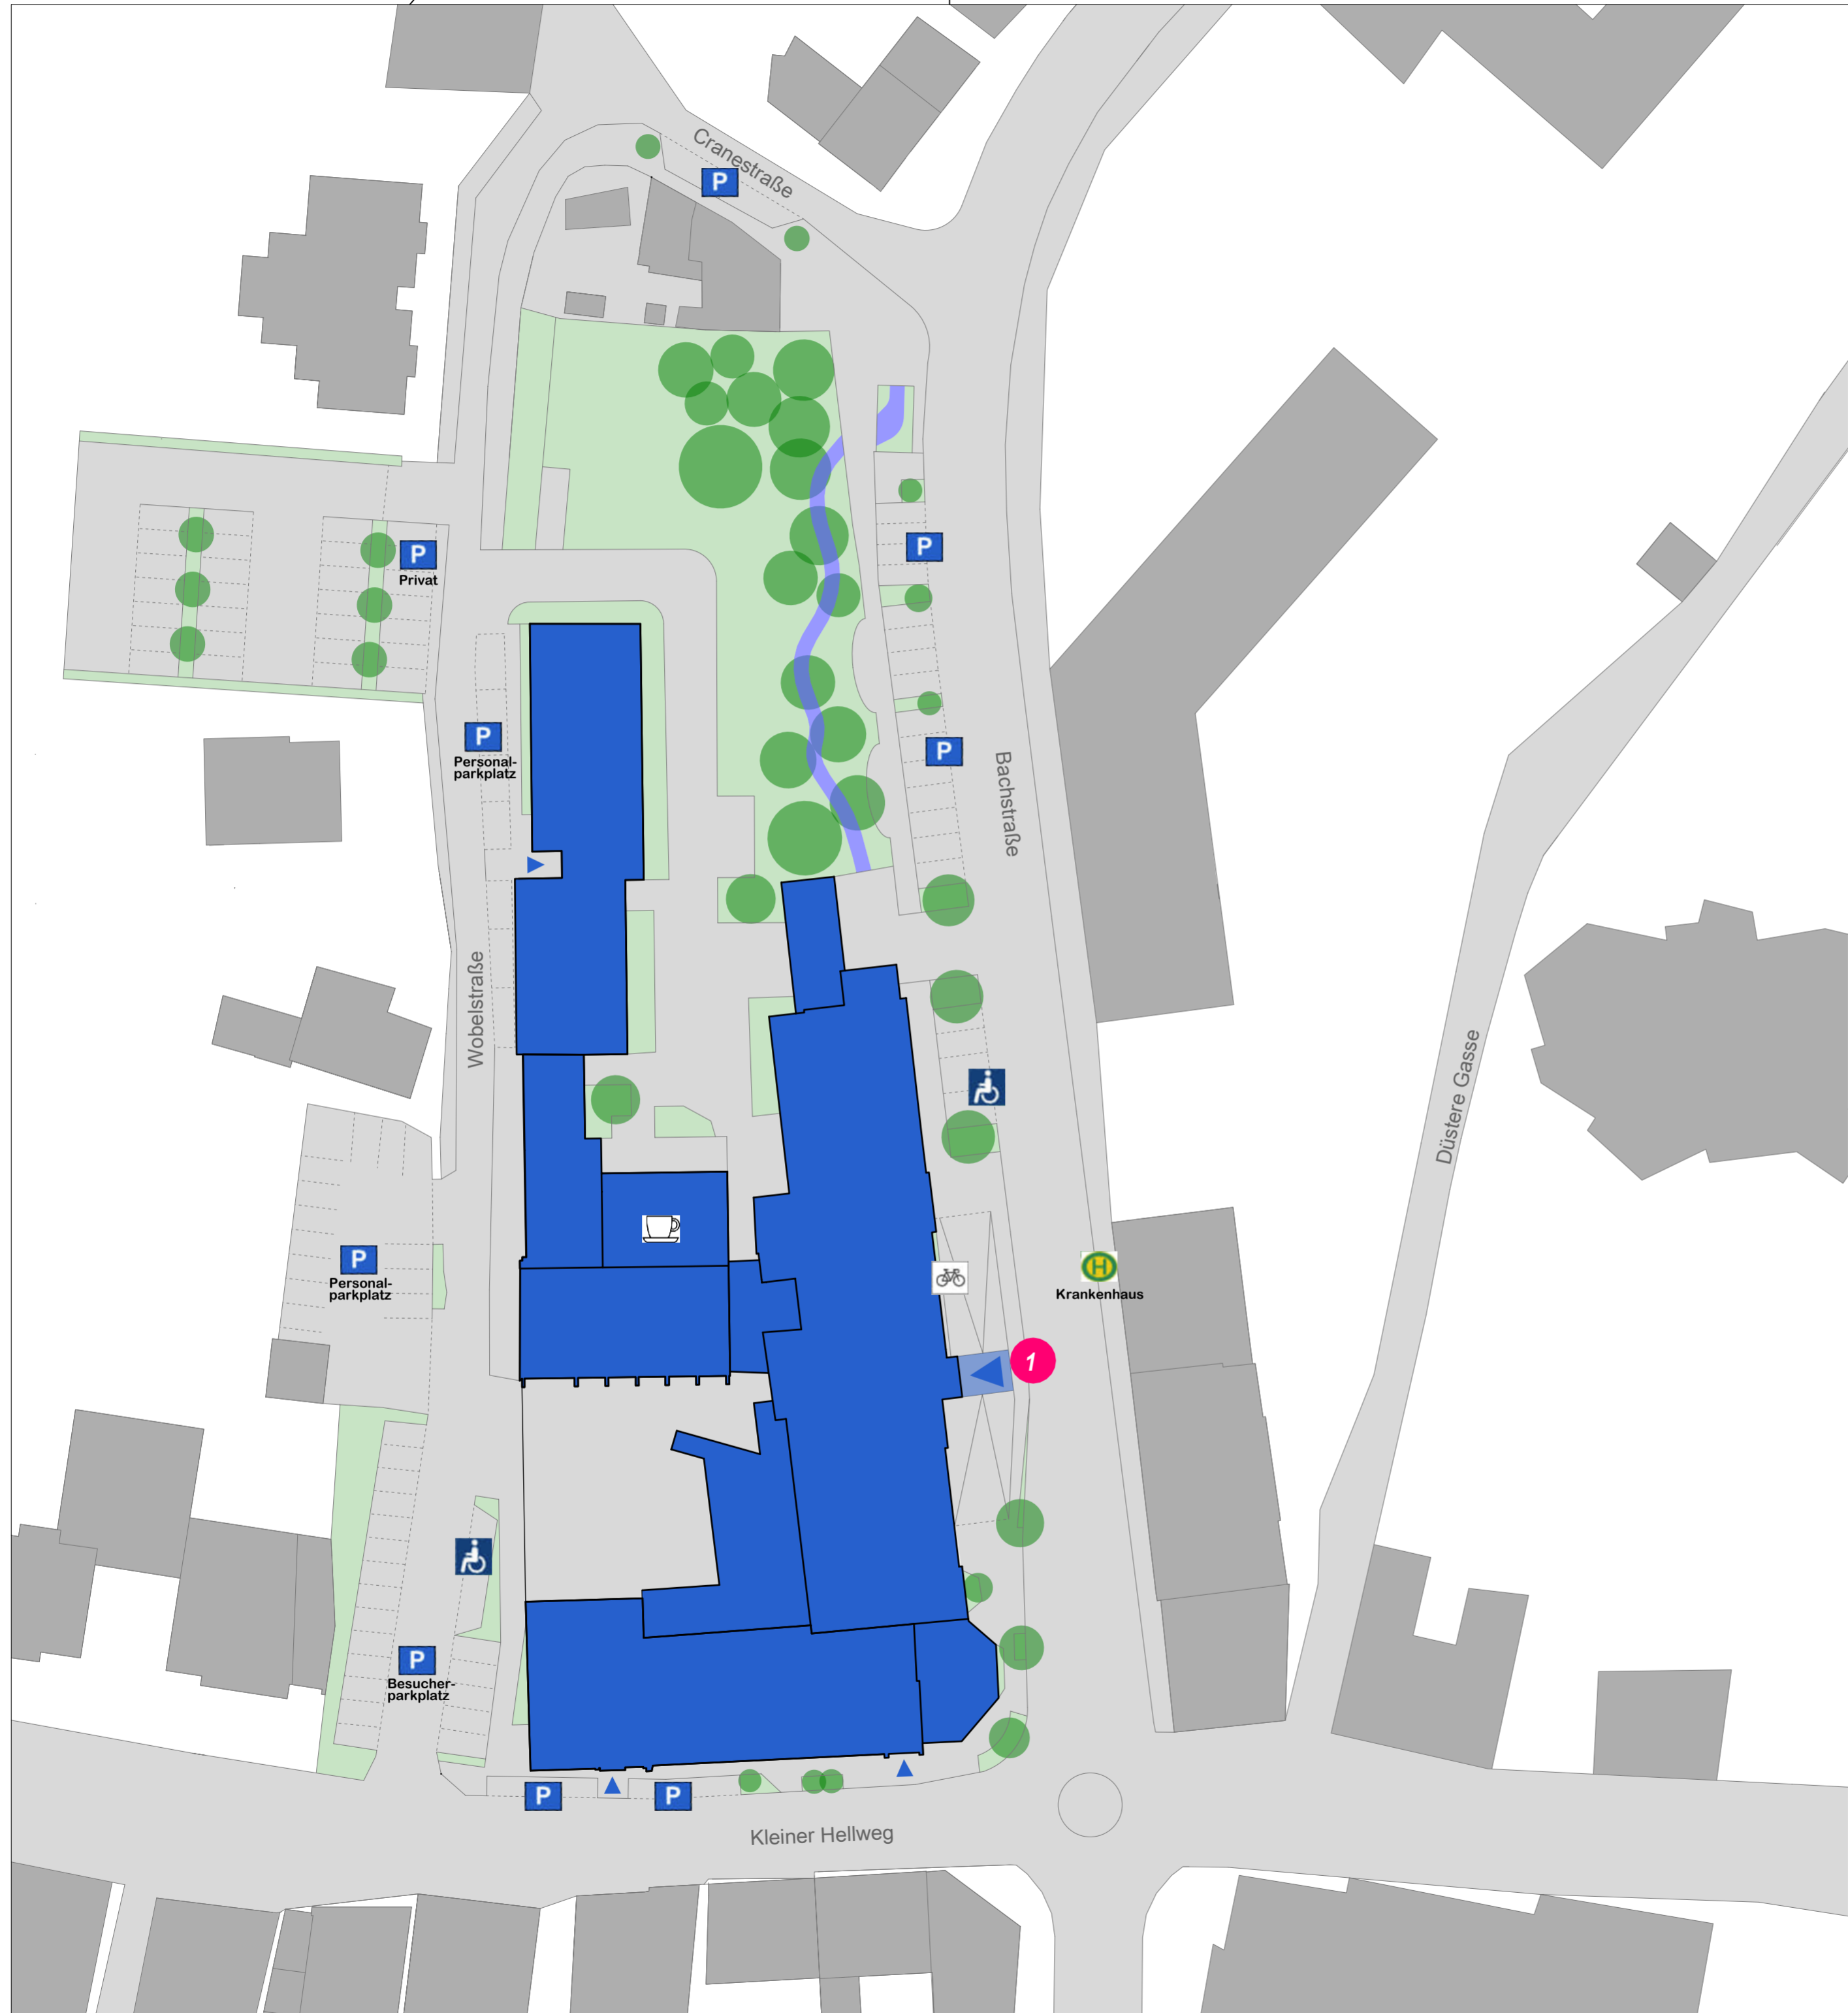 Cranestraße
P
P
Privat
P
P
Personal-
parkplatz
P
Bachstraße
Wobelstraße
Düstere Gasse
P
Personal-
parkplatz
H
Krankenhaus
1
P
Besucher-
parkplatz
P
P
Kleiner Hellweg